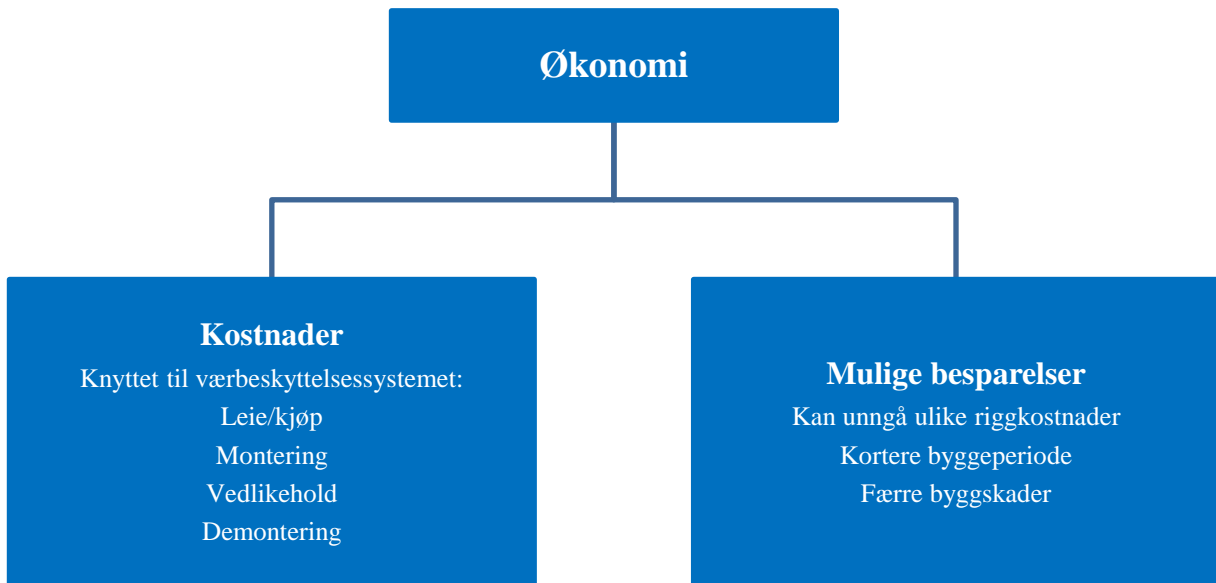 Økonomi
Kostnader
Knyttet til værbeskyttelsessystemet:
Leie/kjøp
Montering
Vedlikehold
Demontering
Mulige besparelser
Kan unngå ulike riggkostnader
Kortere byggeperiode
Færre byggskader